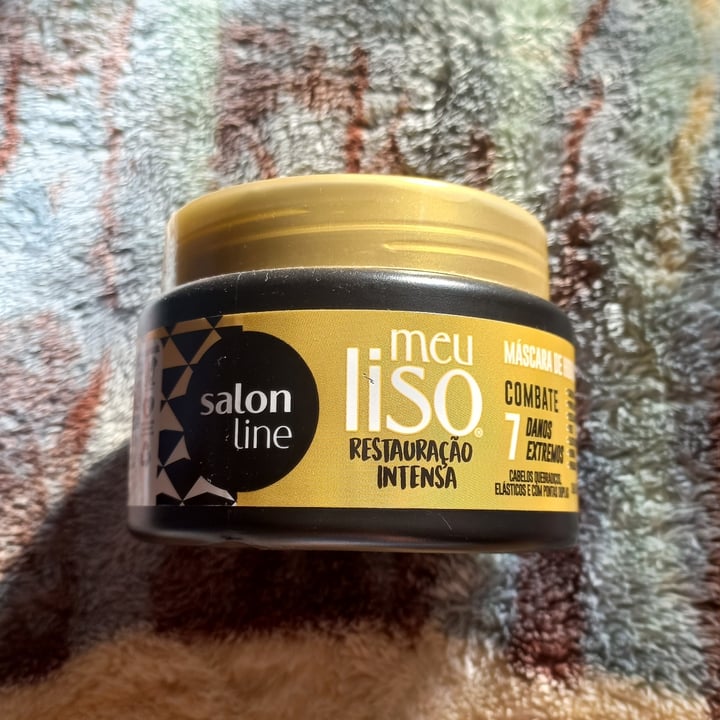 salon
line
meu
liso®
RESTAURAÇÃO
INTENSA
MÁSCARA DE
COMBATE
7 DANOS
EXTREMOS
CABELOS QUEBRADIÇOS,
ELÁSTICOS E COM PONTAS DUPLAS